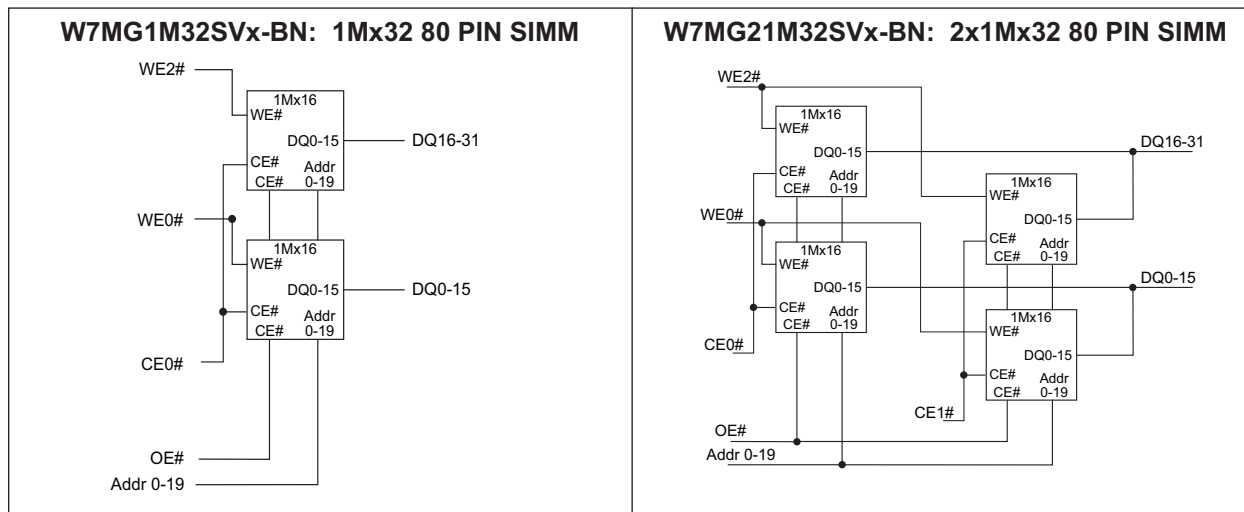 W7MG1M32SVx-BN: 1Mx32 80 PIN SIMM
WE2#
1Mx16
WE#
DQ0-15
DQ16-31
CE#
Addr
CE#
0-19
WE0#
1Mx16
WE#
DQ0-15
DQ0-15
CE#
Addr
CE#
0-19
CE0#
OE#
Addr 0-19
W7MG21M32SVx-BN: 2x1Mx32 80 PIN SIMM
WE2#
1Mx16
WE#
DQ0-15
DQ16-31
CE#
Addr
CE#
0-19
1Mx16
WE#
DQ0-15
CE#
Addr
CE#
0-19
WE0#
1Mx16
WE#
DQ0-15
DQ0-15
CE#
Addr
CE#
0-19
1Mx16
WE#
DQ0-15
CE#
Addr
CE#
0-19
CE0#
CE1#
OE#
Addr 0-19